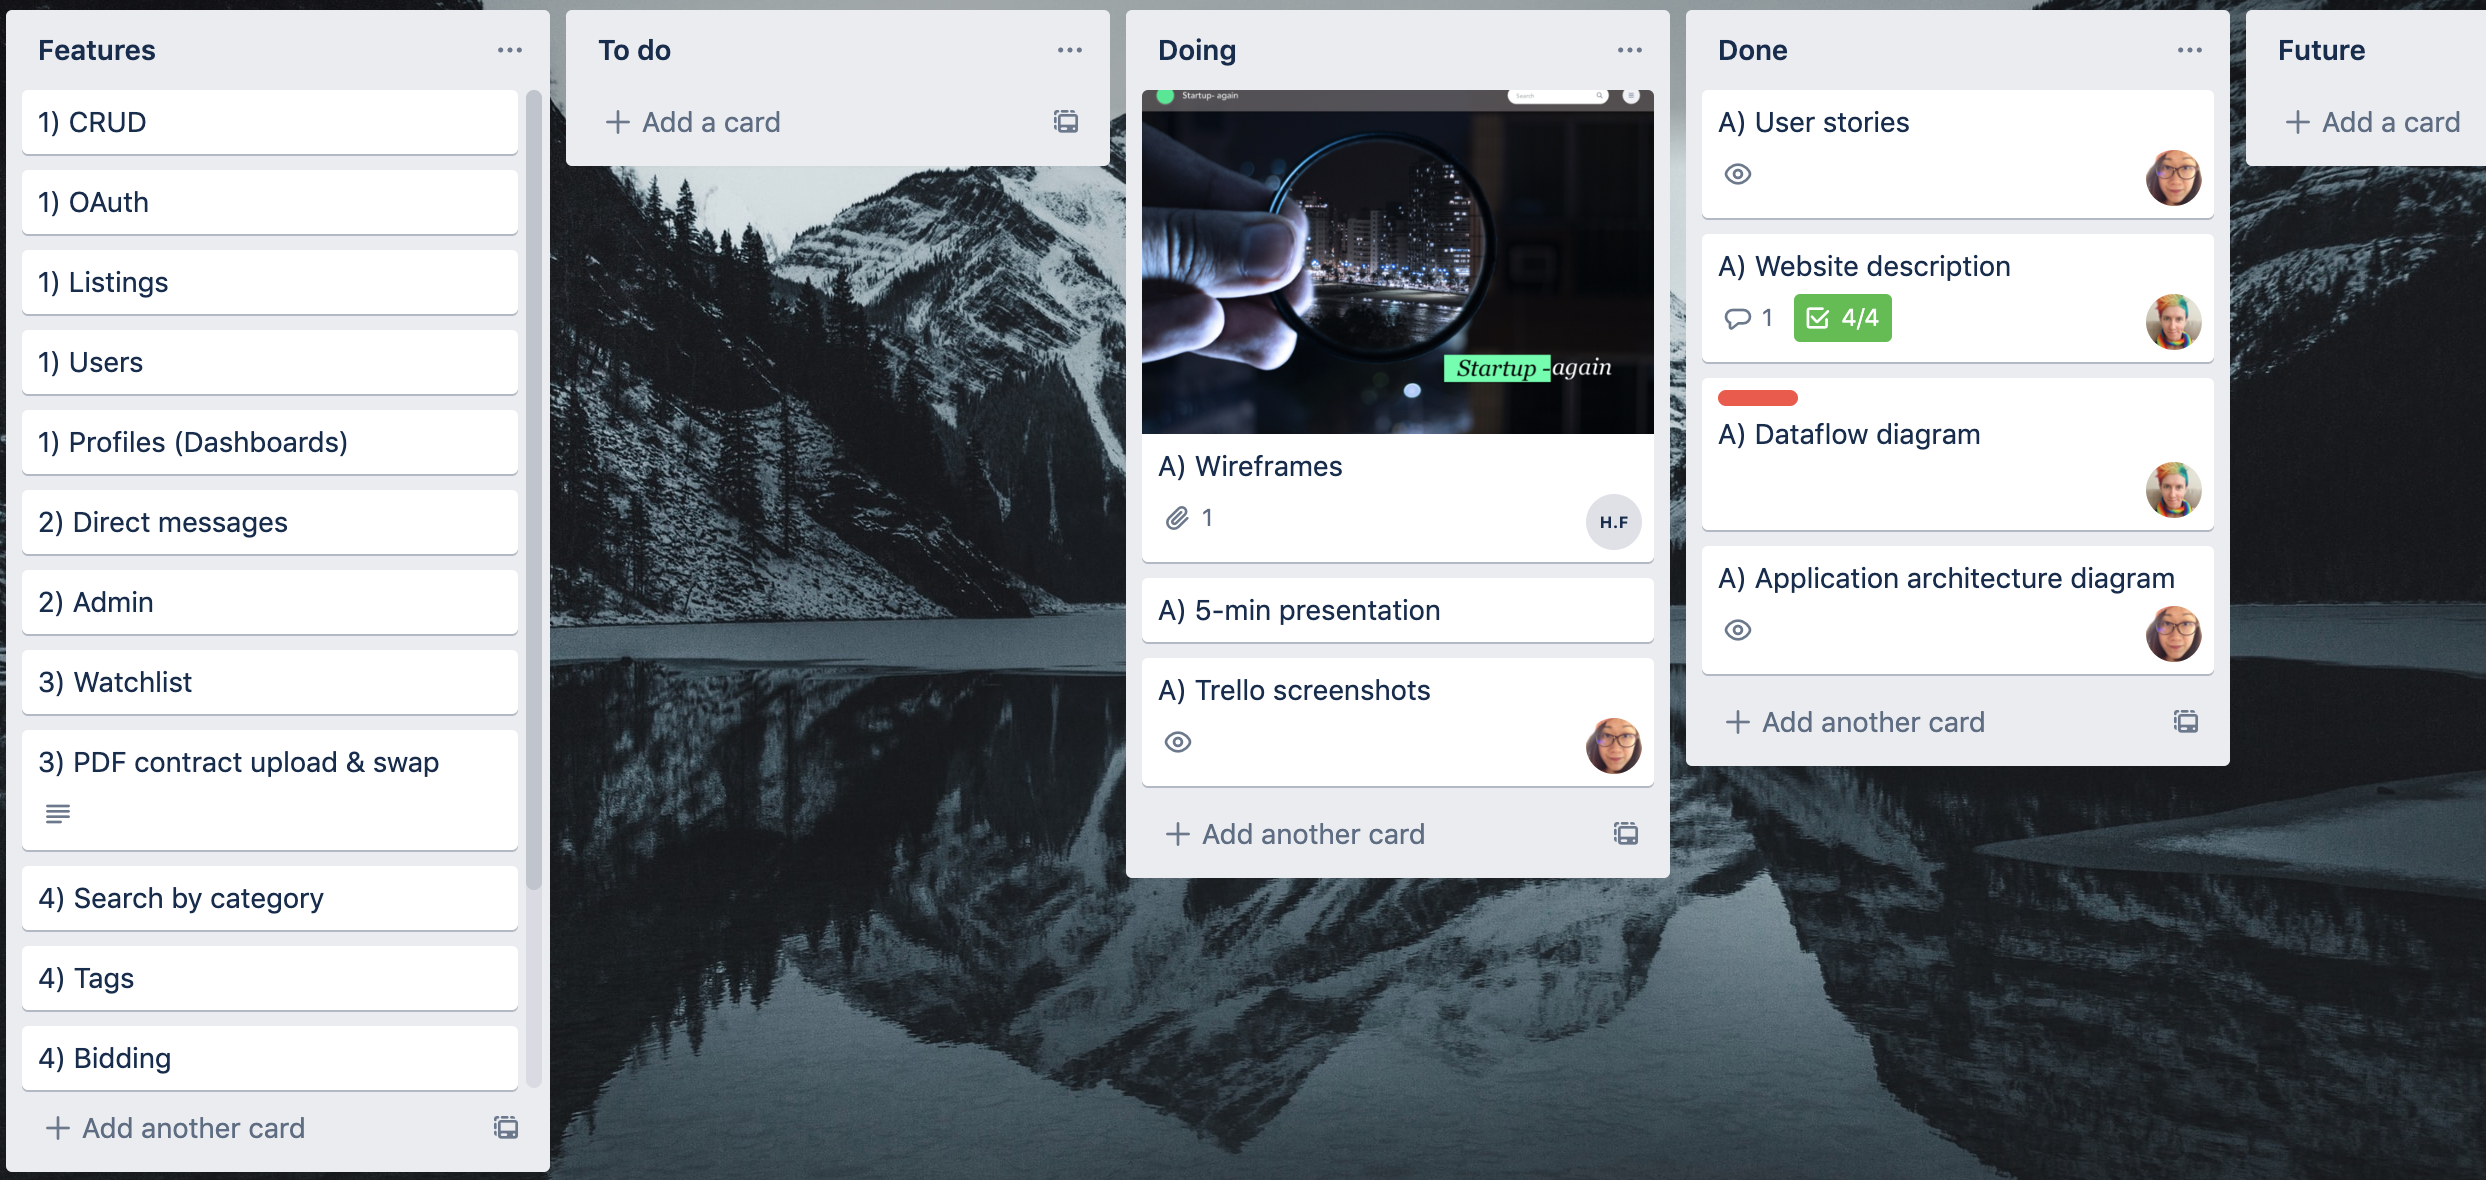 Features
1) CRUD
1) OAuth
1) Listings
1) Users
1) Profiles (Dashboards)
2) Direct messages
2) Admin
3) Watchlist
3) PDF contract upload & swap
4) Search by category
4) Tags
4) Bidding
Add another card
To do
Add a card
Doing
Startup- again
Search
Startup -again
A) Wireframes
1
H.F
A) 5-min presentation
A) Trello screenshots
Add another card
Done
A) User stories
A) Website description
1 4/4
A) Dataflow diagram
A) Application architecture diagram
Add another card
Future
Add a card